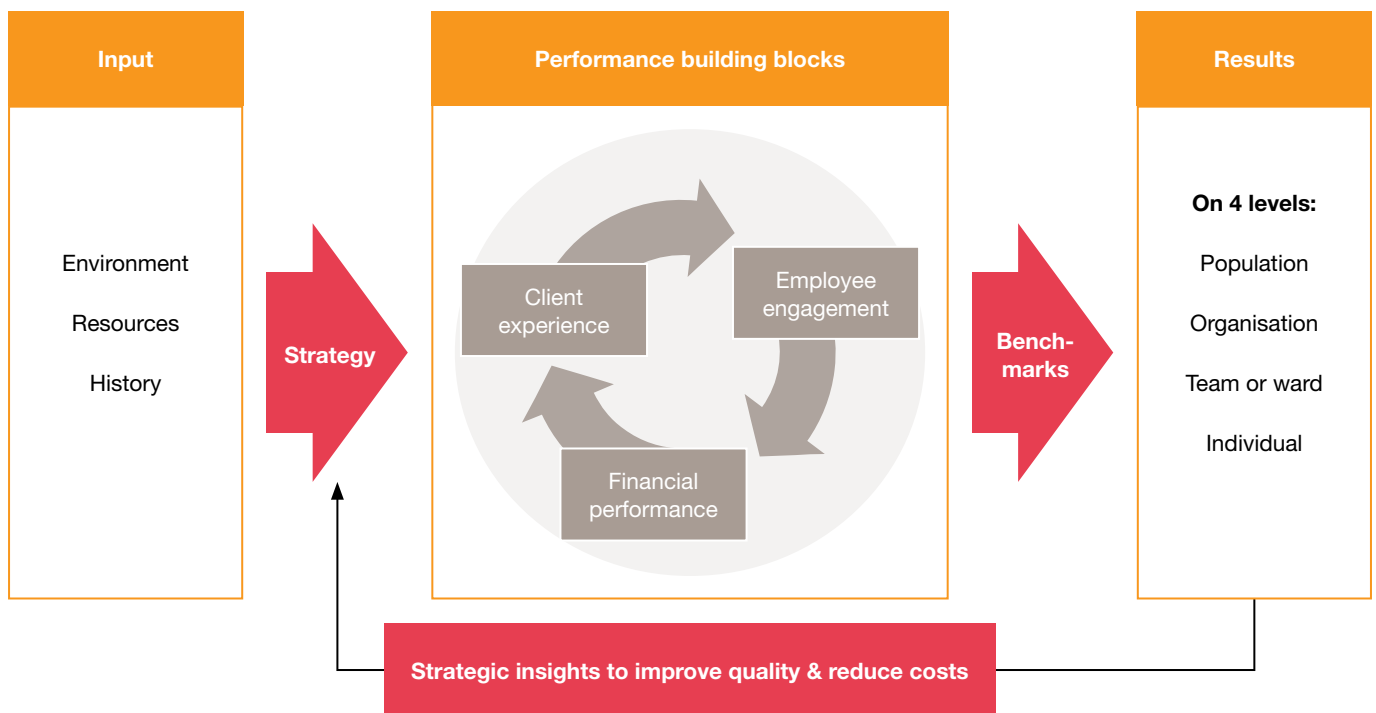 Input
Environment
Resources
History
Strategy
Performance building blocks
Client
experience
Employee
engagement
Financial
performance
Bench-
marks
Results
On 4 levels:
Population
Organisation
Team or ward
Individual
Strategic insights to improve quality & reduce costs